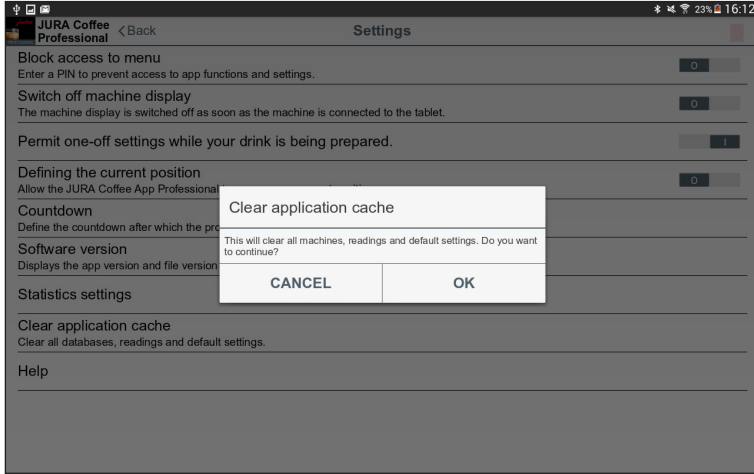 23% 16:12
JURA Coffee
Professional
Back
Settings
Block access to menu
Enter a PIN to prevent access to app functions and settings.
O
Switch off machine display
The machine display is switched off as soon as the machine is connected to the tablet.
O
Permit one-off settings while your drink is being prepared.
I
Defining the current position
Allow the JURA Coffee App Professional
O
Countdown
Define the countdown after which the pro
Software version
Displays the app version and file version
Statistics settings
Clear application cache
Clear all databases, readings and default settings.
Help
Clear application cache
This will clear all machines, readings and default settings. Do you want
to continue?
CANCEL OK